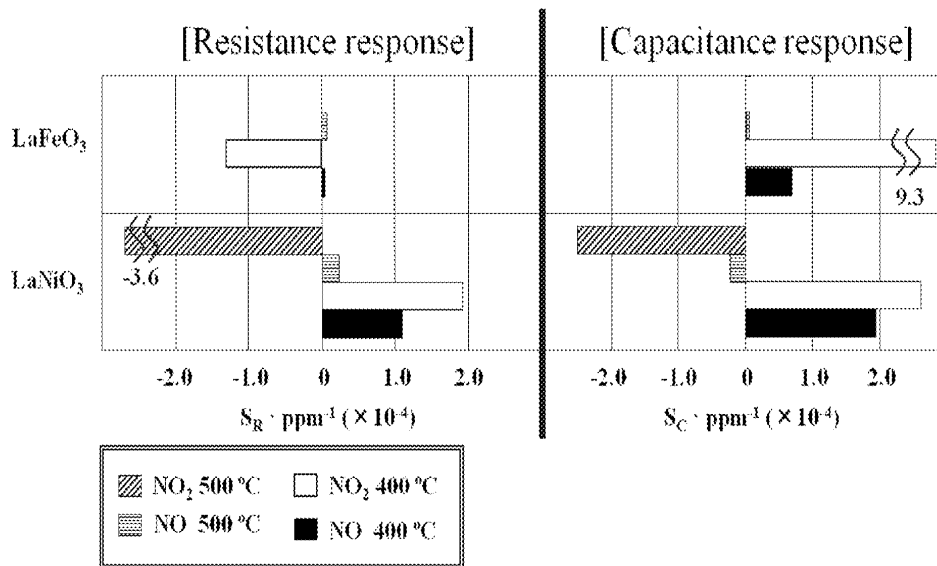 [Resistance response] [Capacitance response]
LaFeO₃
9.3
-3.6
LaNiO₃
-2.0 -1.0 0 1.0 2.0 -2.0 -1.0 0 1.0 2.0
S_R · ppm⁻¹ (×10⁻⁴) S_C · ppm⁻¹ (×10⁻⁴)
NO₂ 500 ºC NO₂ 400 ºC
NO 500 ºC NO 400 ºC